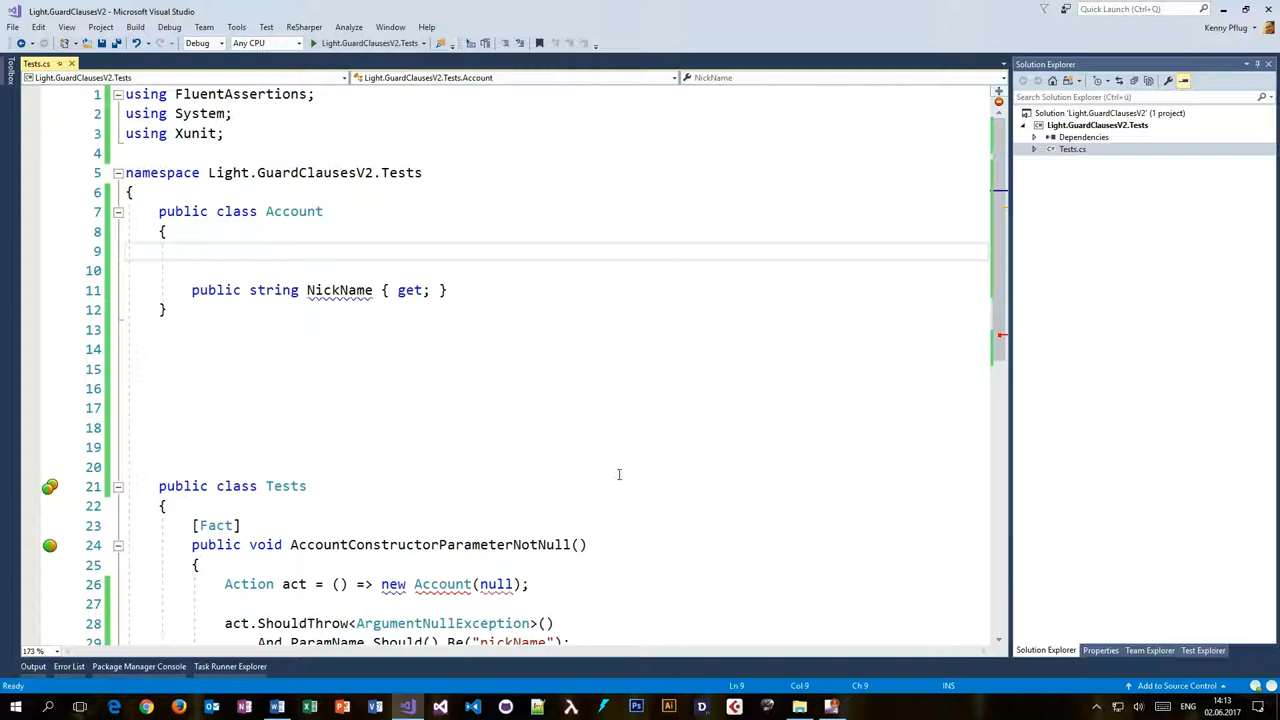 Light.GuardClausesV2 - Microsoft Visual Studio
Quick Launch (Ctrl+Q)
File Edit View Project Build Debug Team Tools Test ReSharper Analyze Window Help
Kenny Pflug
Debug Any CPU Light.GuardClausesV2.Tests
Toolbox
Tests.cs
Light.GuardClausesV2.Tests Light.GuardClausesV2.Tests.Account NickName
1 using FluentAssertions;
2 using System;
3 using Xunit;
4
5 namespace Light.GuardClausesV2.Tests
6 {
7 public class Account
8 {
9
10
11 public string NickName { get; }
12 }
13
14
15
16
17
18
19
20
21 public class Tests
22 {
23 [Fact]
24 public void AccountConstructorParameterNotNull()
25 {
26 Action act = () => new Account(null);
27
28 act.ShouldThrow<ArgumentNullException>()
29 .And.ParamName.Should().Be("nickName");
173 %
Solution Explorer
Search Solution Explorer (Ctrl+ü)
Solution 'Light.GuardClausesV2' (1 project)
Light.GuardClausesV2.Tests
Dependencies
Tests.cs
Solution Explorer Properties Team Explorer Test Explorer
Output Error List Package Manager Console Task Runner Explorer
Ready Ln 9 Col 9 Ch 9 INS Add to Source Control
14:13
02.06.2017